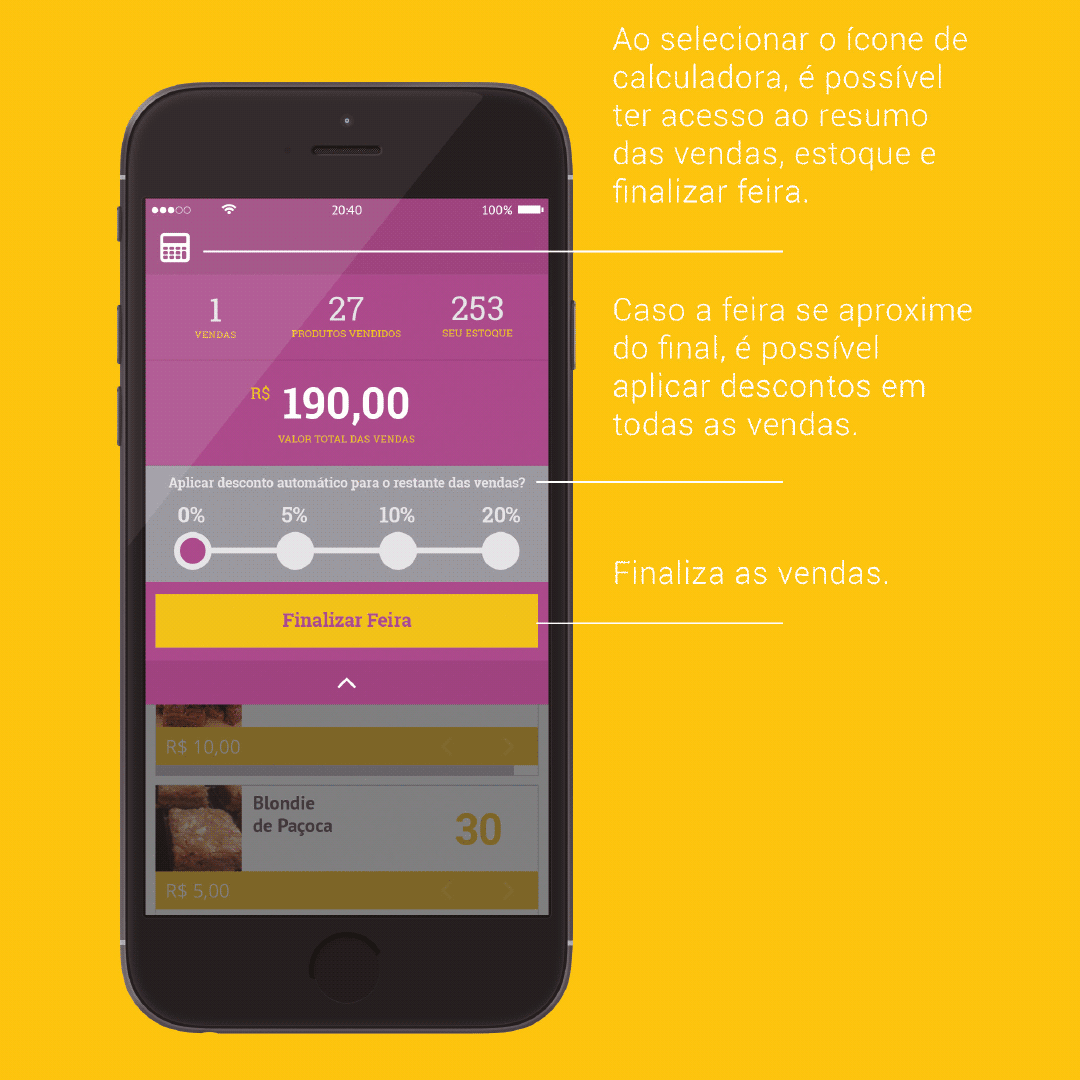 Ao selecionar o ícone de
calculadora, é possível
ter acesso ao resumo
das vendas, estoque e
finalizar feira.
20:40
100%
1
VENDAS
27
PRODUTOS VENDIDOS
253
SEU ESTOQUE
Caso a feira se aproxime
do final, é possível
aplicar descontos em
todas as vendas.
R$ 190,00
VALOR TOTAL DAS VENDAS
Aplicar desconto automático para o restante das vendas?
0% 5% 10% 20%
Finaliza as vendas.
Finalizar Feira
R$ 10,00
Blondie
de Paçoca
30
R$ 5,00